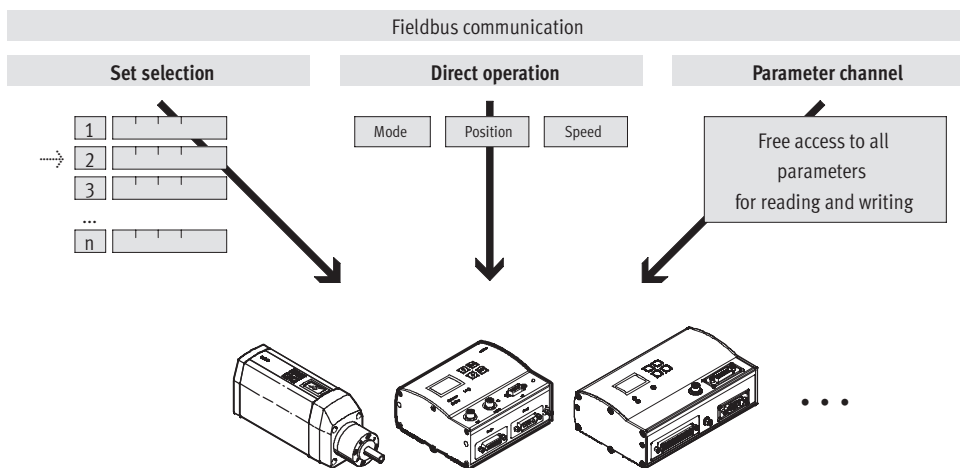 Fieldbus communication
Set selection
Direct operation
Parameter channel
1
2
3
...
n
Mode
Position
Speed
Free access to all
parameters
for reading and writing